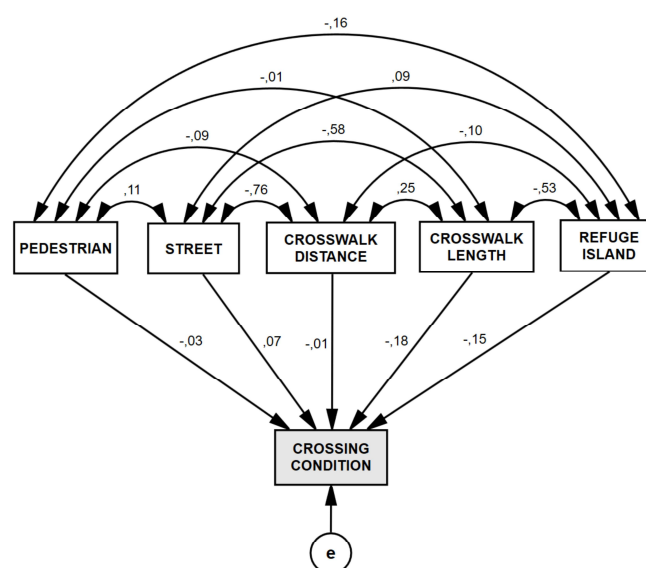 -,16
-,01
,09
-,09
-,58
-,10
,11
-,76
,25
-,53
PEDESTRIAN
STREET
CROSSWALK
DISTANCE
CROSSWALK
LENGTH
REFUGE
ISLAND
-,03
,07
-,01
-,18
-,15
CROSSING
CONDITION
e